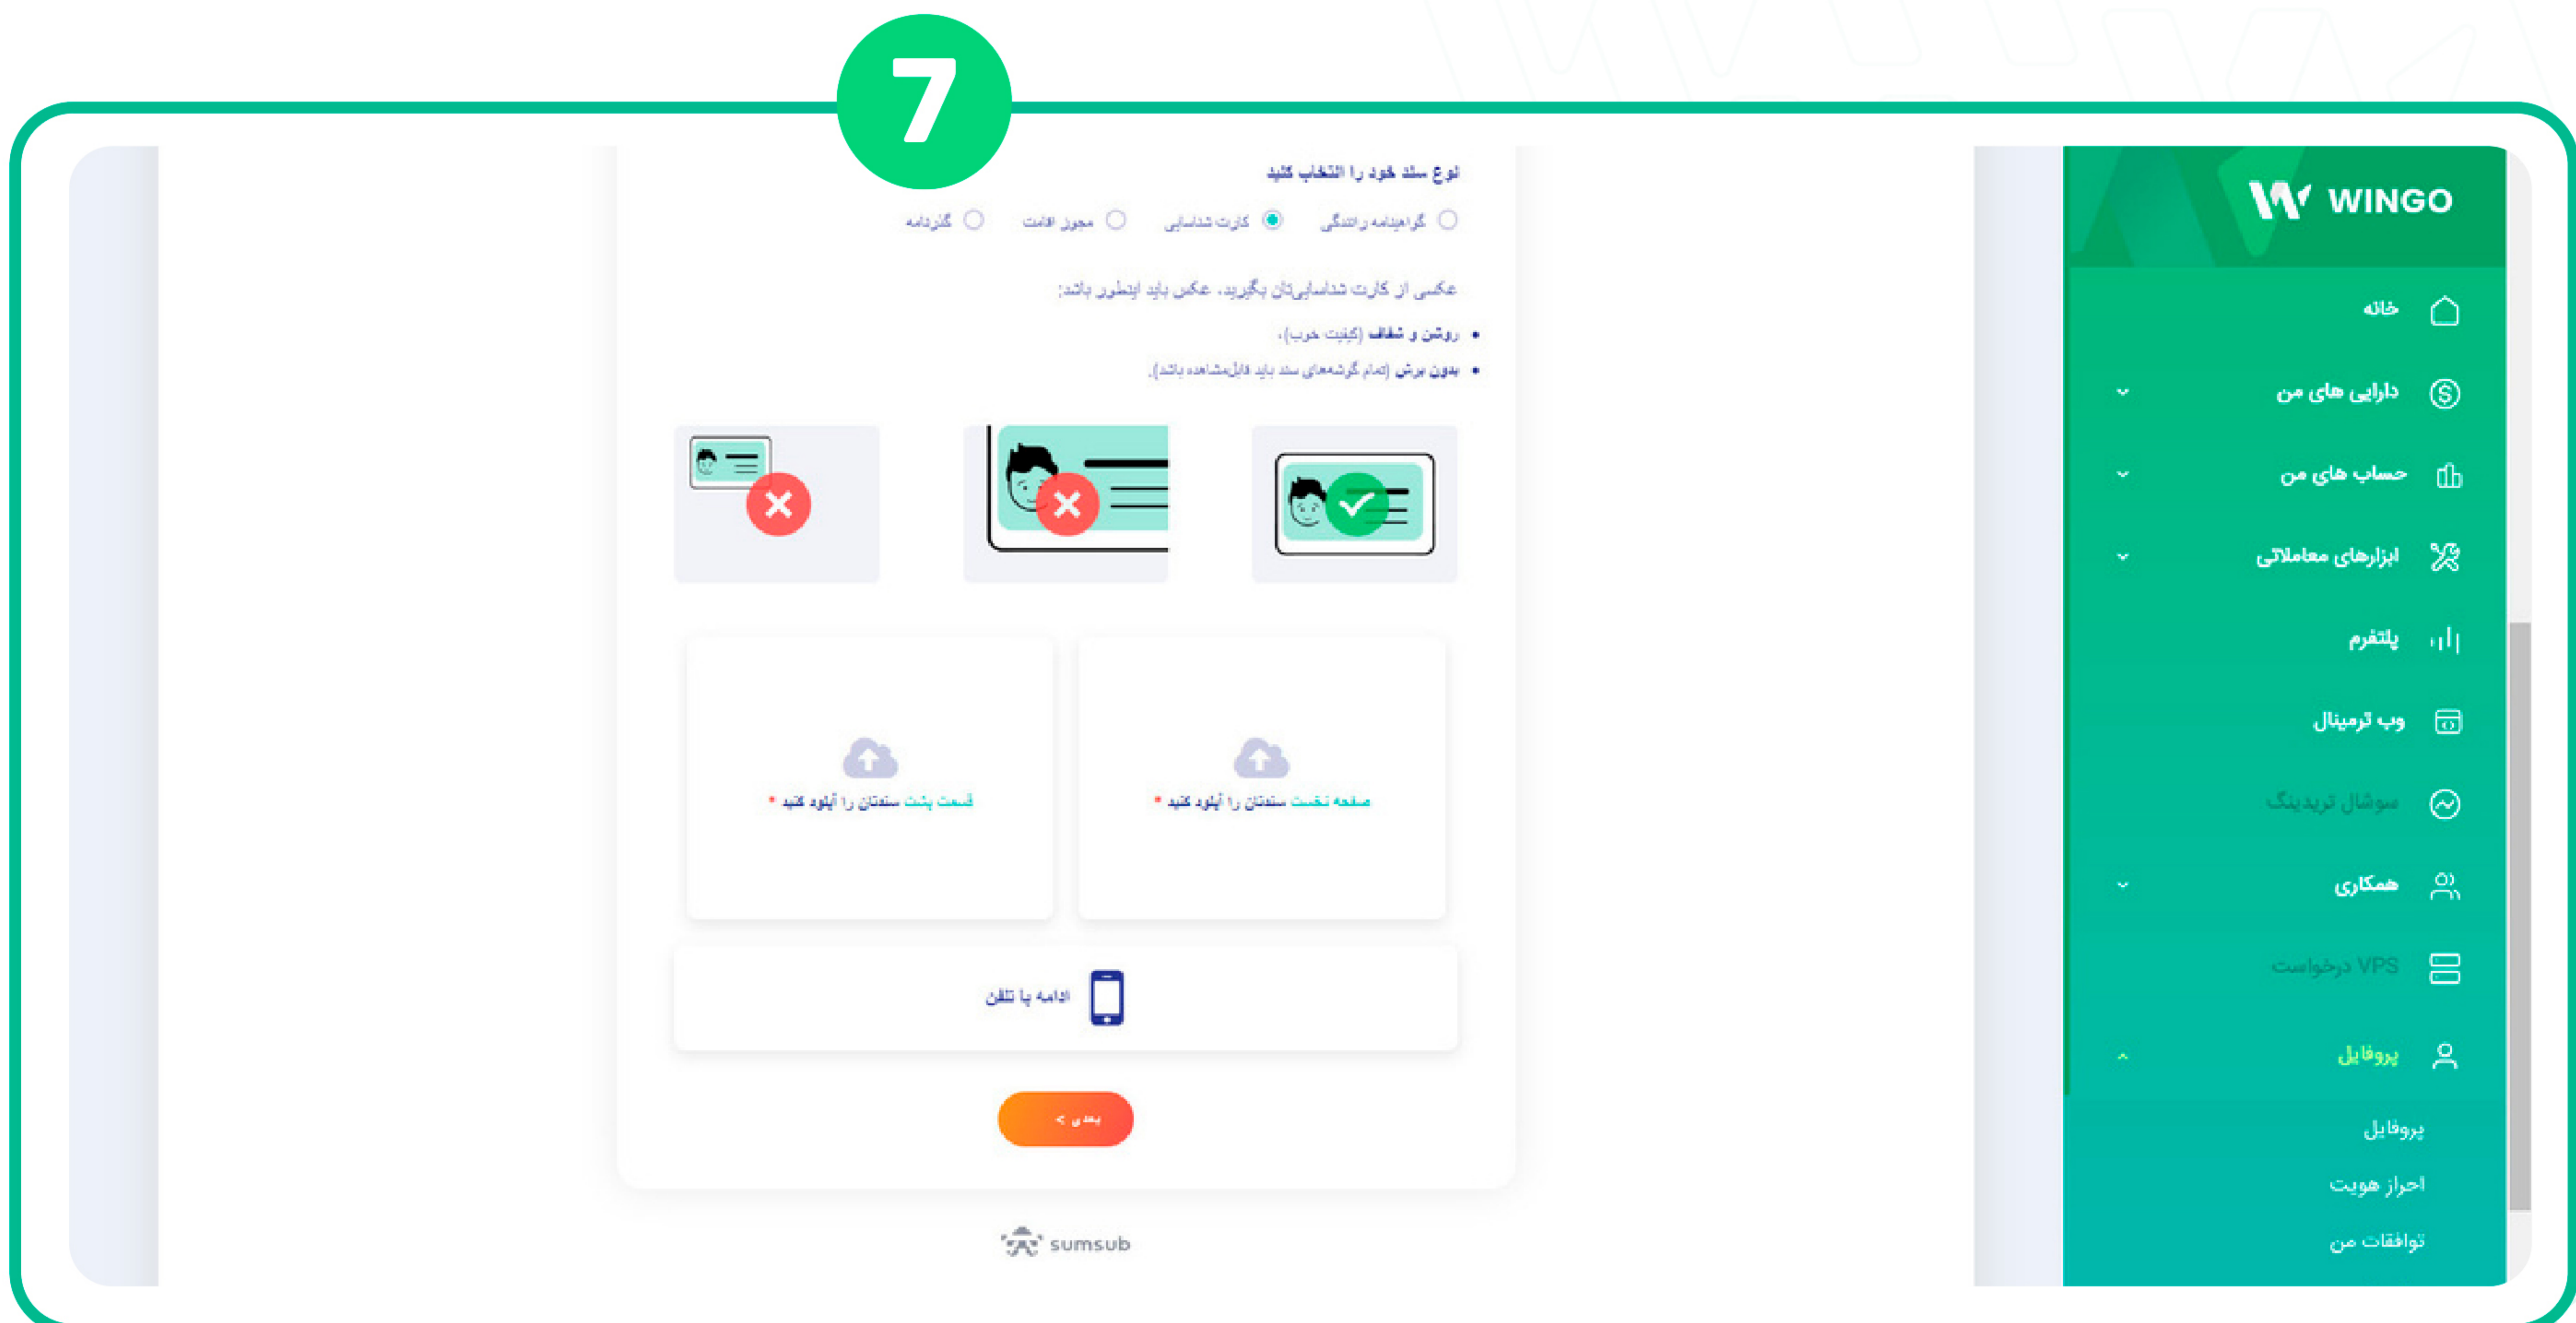 7
WINGO
خانه
دارایی های من
حساب های من
ابزارهای معاملاتی
پلتفرم
وب ترمینال
سوشال تریدینگ
همکاری
درخواست VPS
پروفایل
پروفایل
احراز هویت
توافقات من
نوع سند خود را انتخاب کنید
گواهینامه رانندگی
کارت شناسایی
مجوز اقامت
گذرنامه
عکسی از کارت شناسایی‌تان بگیرید. عکس باید اینطور باشد:
روشن و شفاف (کیفیت خوب)،
بدون برش (تمام گوشه‌های سند باید قابل‌مشاهده باشد).
صفحه نخست سندتان را آپلود کنید *
قسمت پشت سندتان را آپلود کنید *
ادامه با تلفن
بعدی >
sumsub